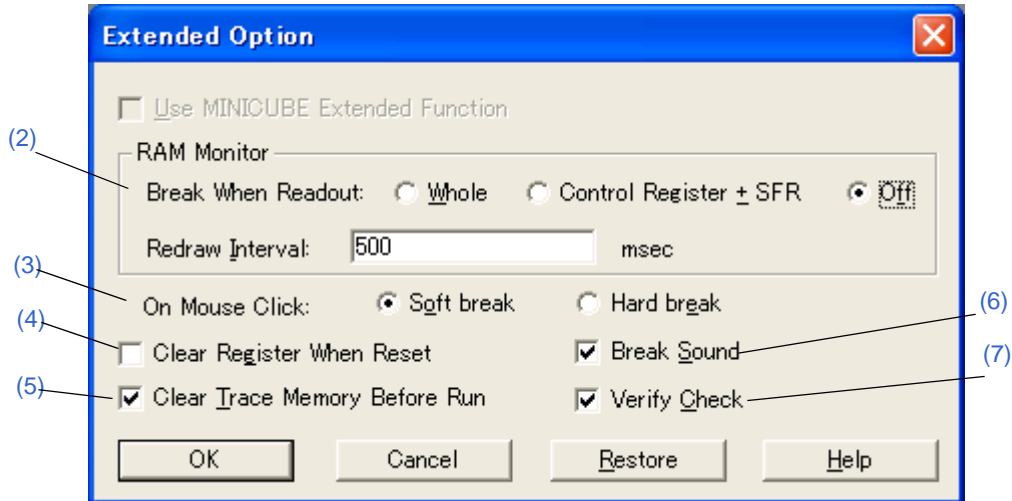 Extended Option
Use MINICUBE Extended Function
(2)
RAM Monitor
Break When Readout: Whole Control Register + SFR Off
Redraw Interval: 500 msec
(3)
On Mouse Click: Soft break Hard break
(6)
(4)
Clear Register When Reset Break Sound
(7)
(5)
Clear Trace Memory Before Run Verify Check
OK Cancel Restore Help